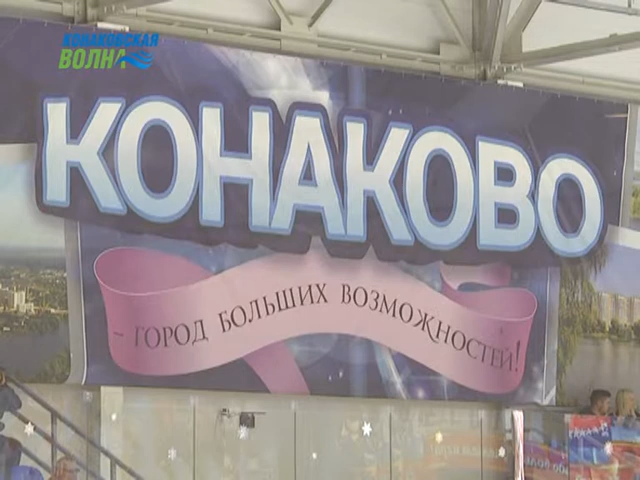 КОНАКОВСКАЯ
ВОЛНА
КОНАКОВО
- ГОРОД БОЛЬШИХ ВОЗМОЖНОСТЕЙ!